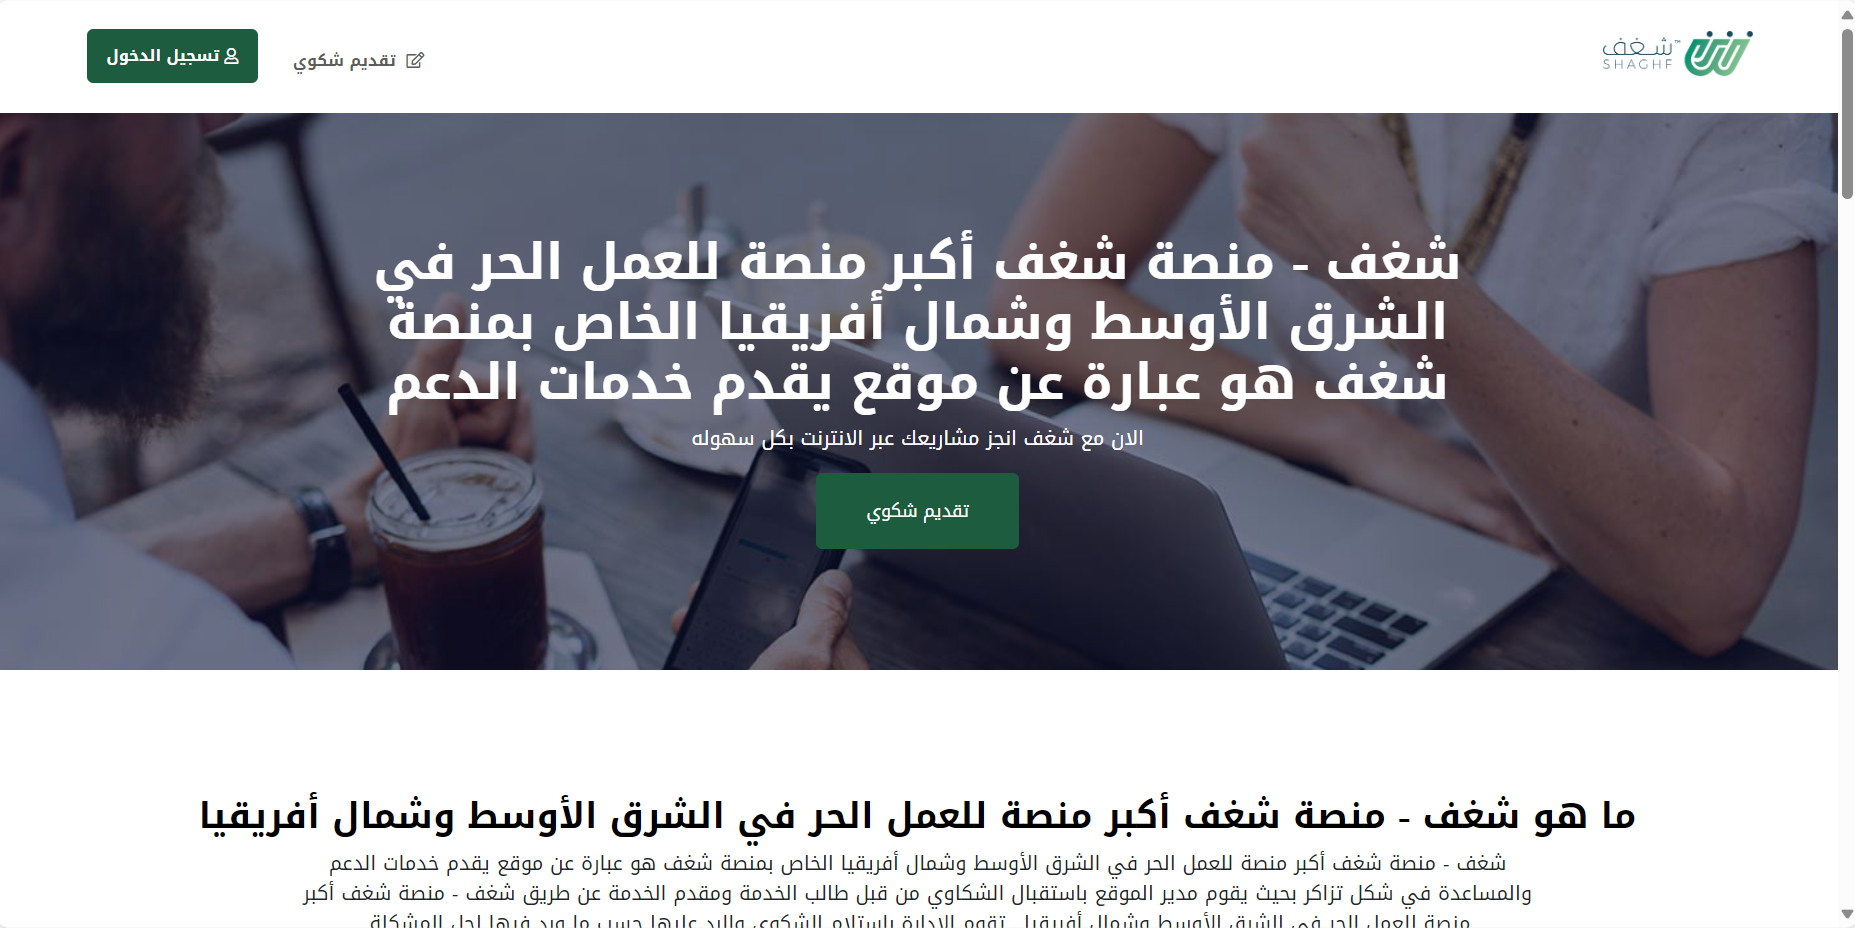 شغف™
SHAGHF
تقديم شكوي
تسجيل الدخول
شغف - منصة شغف أكبر منصة للعمل الحر في
الشرق الأوسط وشمال أفريقيا الخاص بمنصة
شغف هو عبارة عن موقع يقدم خدمات الدعم
الان مع شغف انجز مشاريعك عبر الانترنت بكل سهوله
تقديم شكوي
ما هو شغف - منصة شغف أكبر منصة للعمل الحر في الشرق الأوسط وشمال أفريقيا
شغف - منصة شغف أكبر منصة للعمل الحر في الشرق الأوسط وشمال أفريقيا الخاص بمنصة شغف هو عبارة عن موقع يقدم خدمات الدعم
والمساعدة في شكل تزاكر بحيث يقوم مدير الموقع باستقبال الشكاوي من قبل طالب الخدمة ومقدم الخدمة عن طريق شغف - منصة شغف أكبر
منصة للعمل الحر في الشرق الأوسط وشمال أفريقيا , تقوم الادارة باستلام الشكوي والرد عليها حسب ما ورد فيها لحل المشكلة